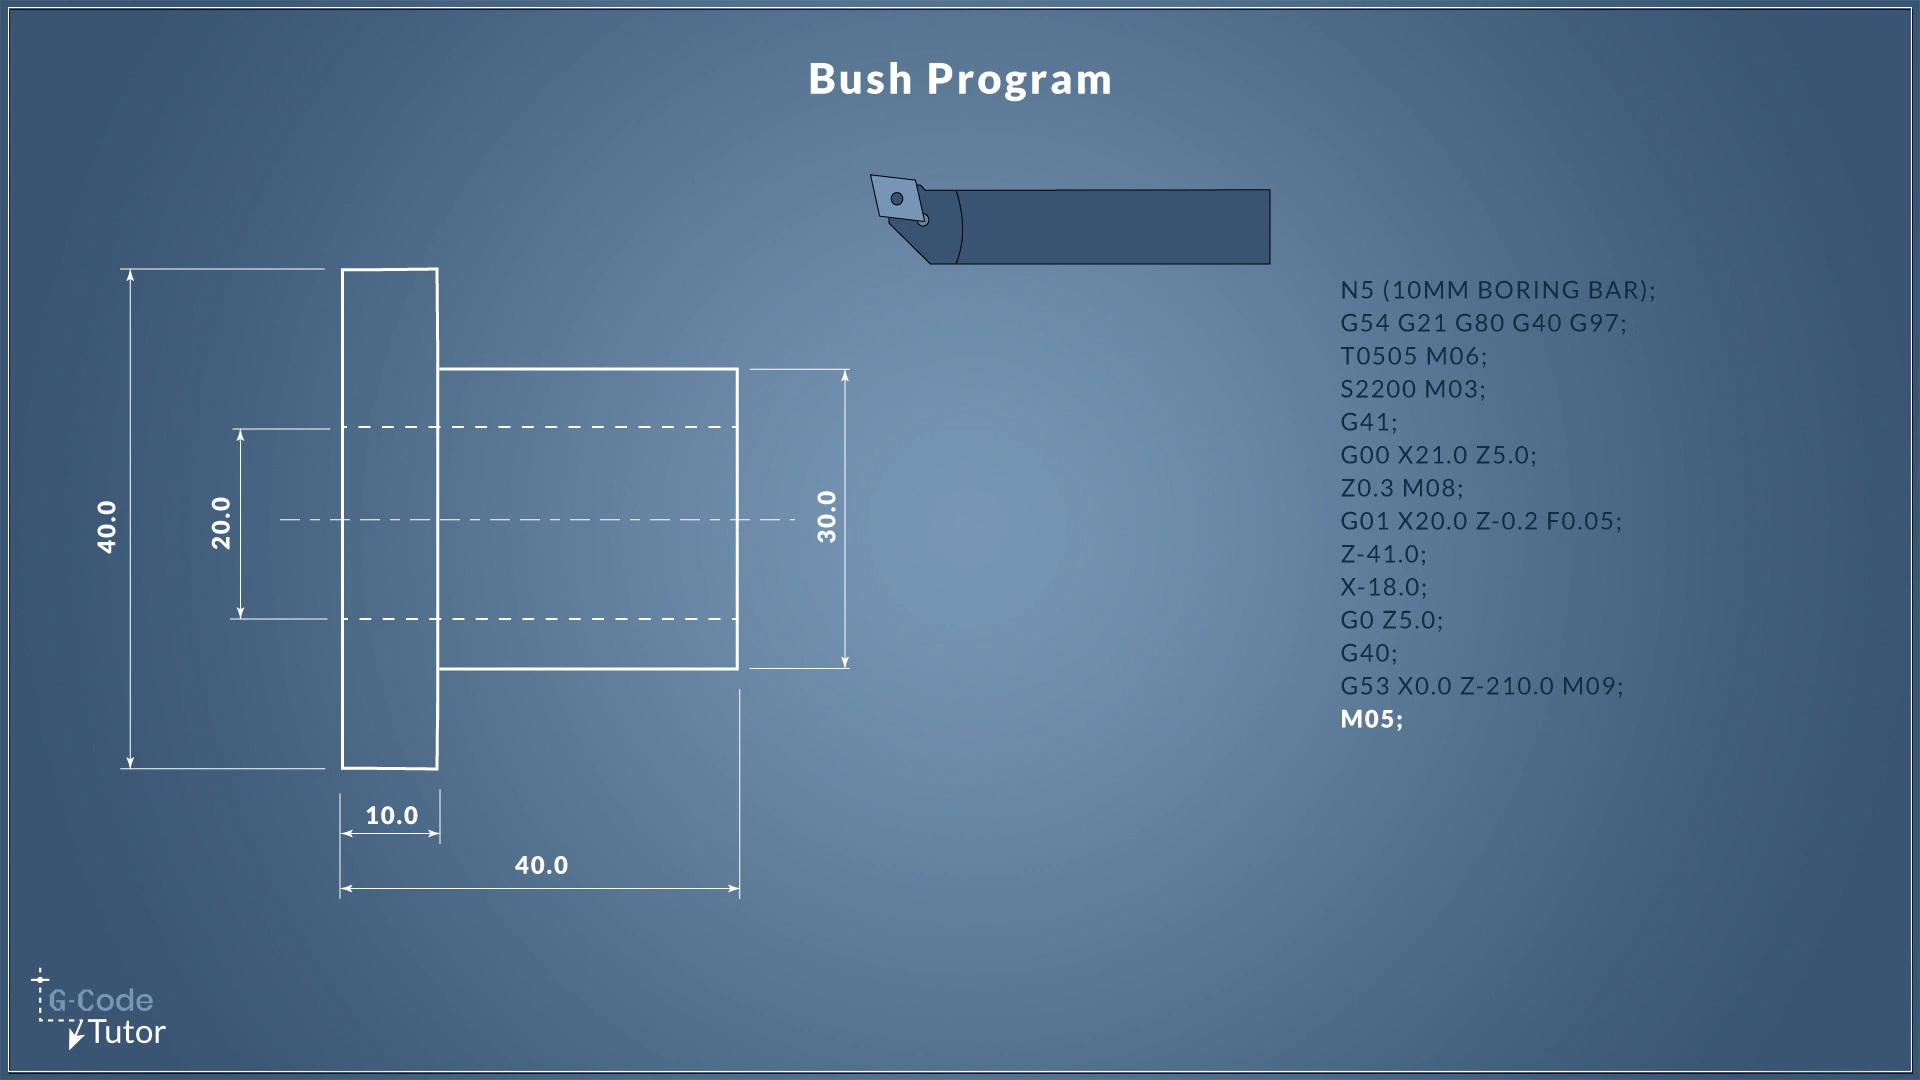 Bush Program
N5 (10MM BORING BAR);
G54 G21 G80 G40 G97;
T0505 M06;
S2200 M03;
G41;
G00 X21.0 Z5.0;
Z0.3 M08;
G01 X20.0 Z-0.2 F0.05;
Z-41.0;
X-18.0;
G0 Z5.0;
G40;
G53 X0.0 Z-210.0 M09;
M05;
40.0
20.0
30.0
10.0
40.0
G-Code
Tutor